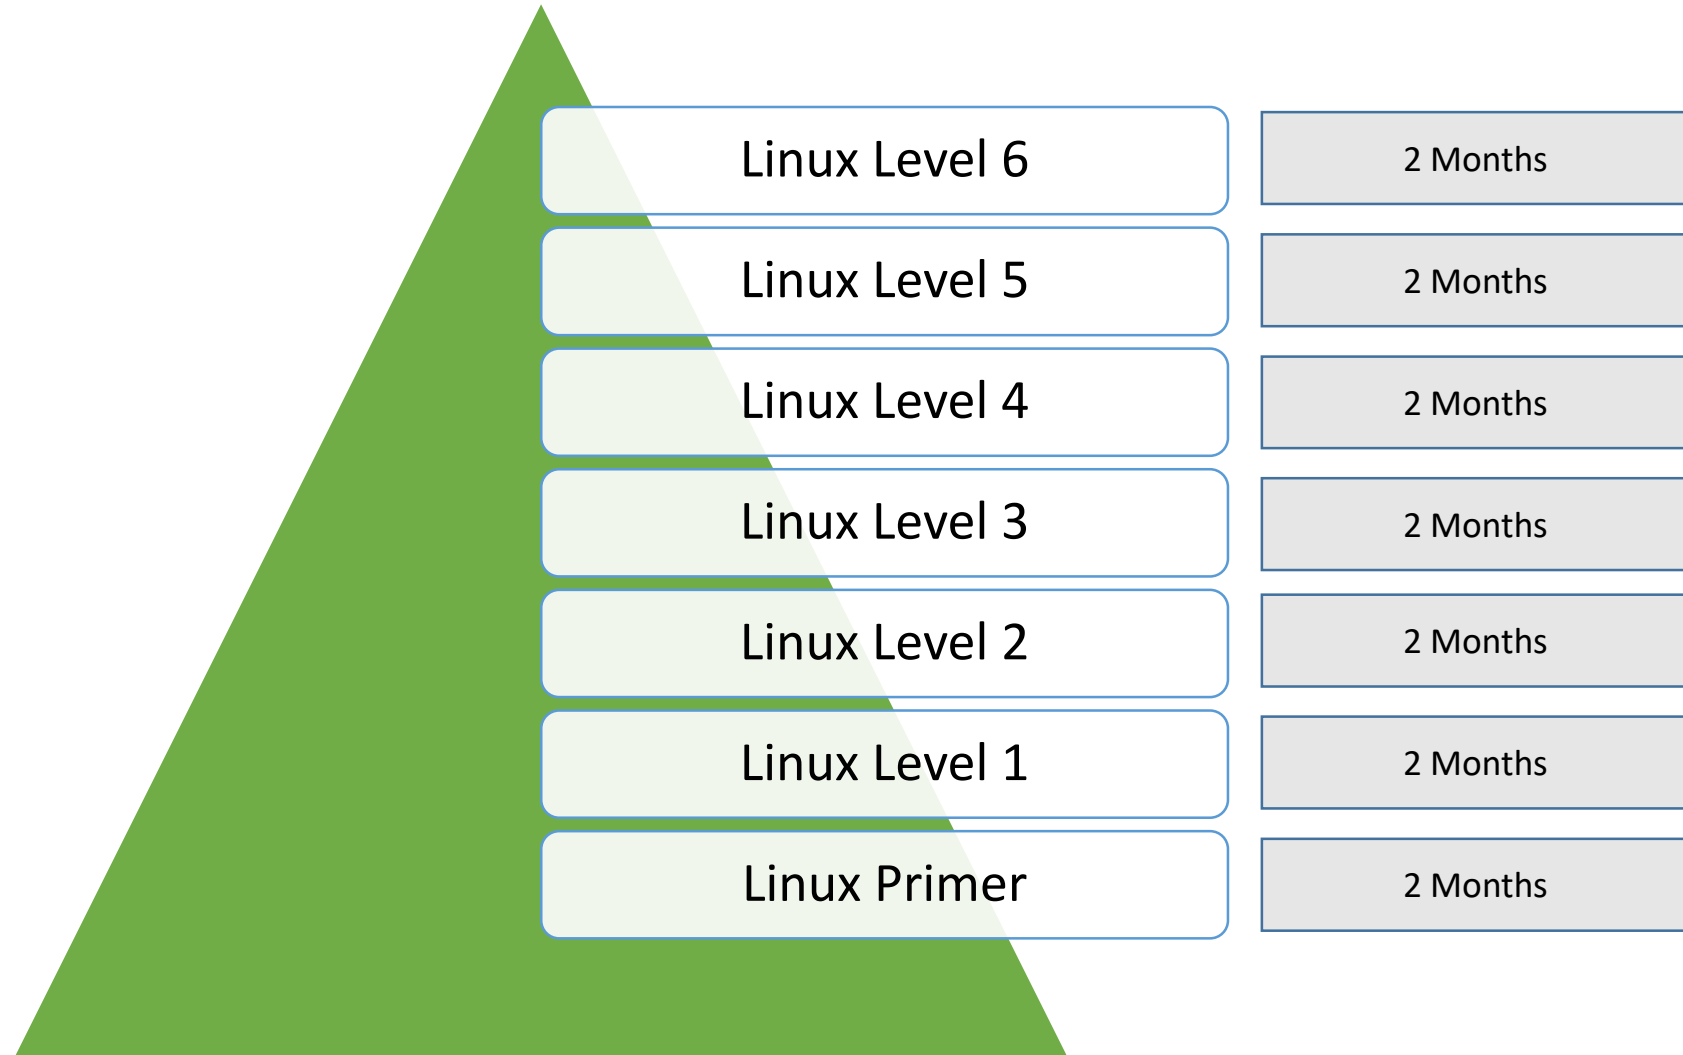 Linux Level 6
2 Months
Linux Level 5
2 Months
Linux Level 4
2 Months
Linux Level 3
2 Months
Linux Level 2
2 Months
Linux Level 1
2 Months
Linux Primer
2 Months